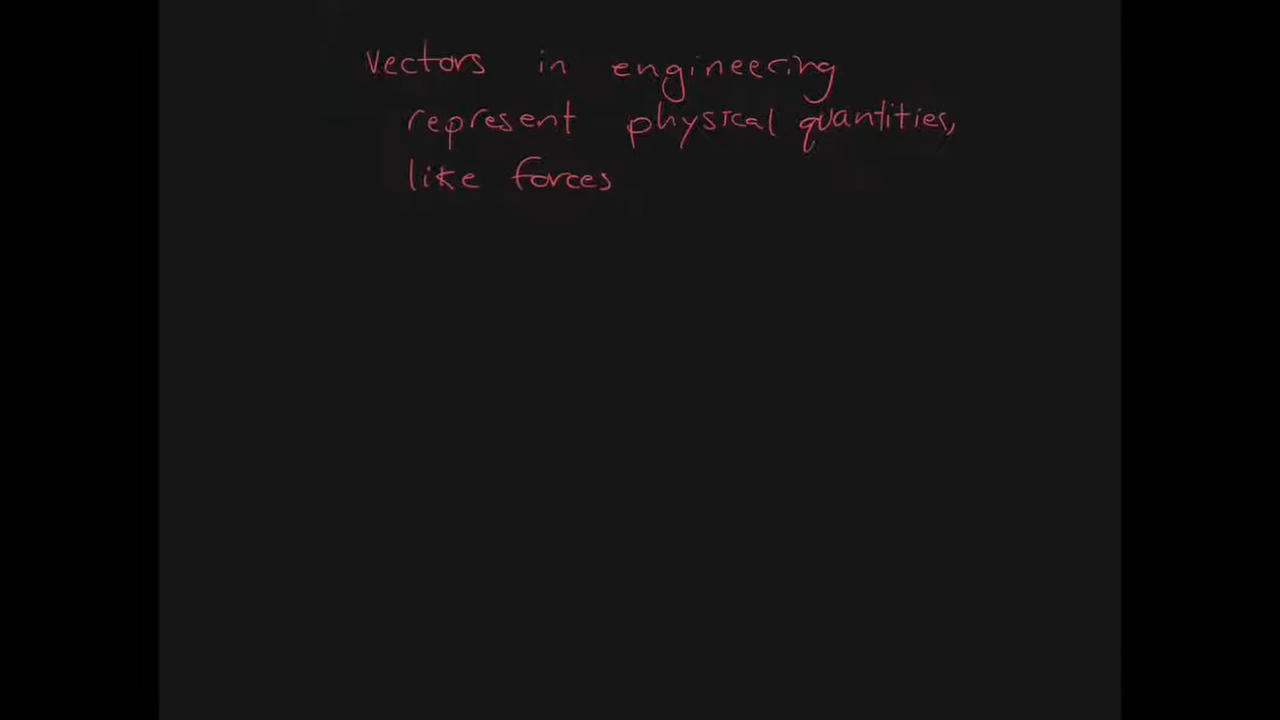 vectors in engineering
represent physical quantities,
like forces